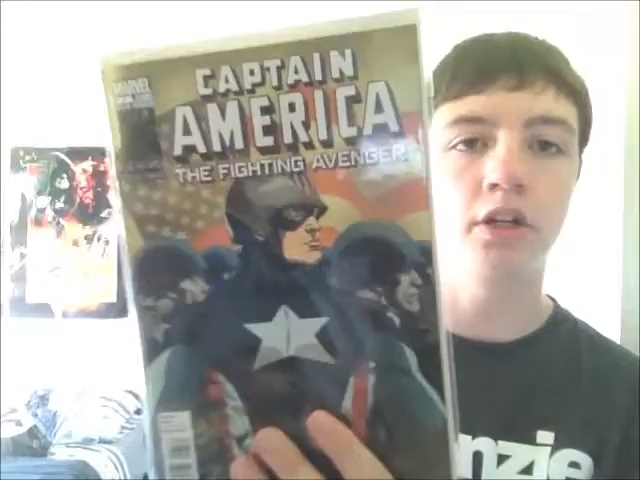 MARVEL
CAPTAIN
AMERICA
THE FIGHTING AVENGER
nzie